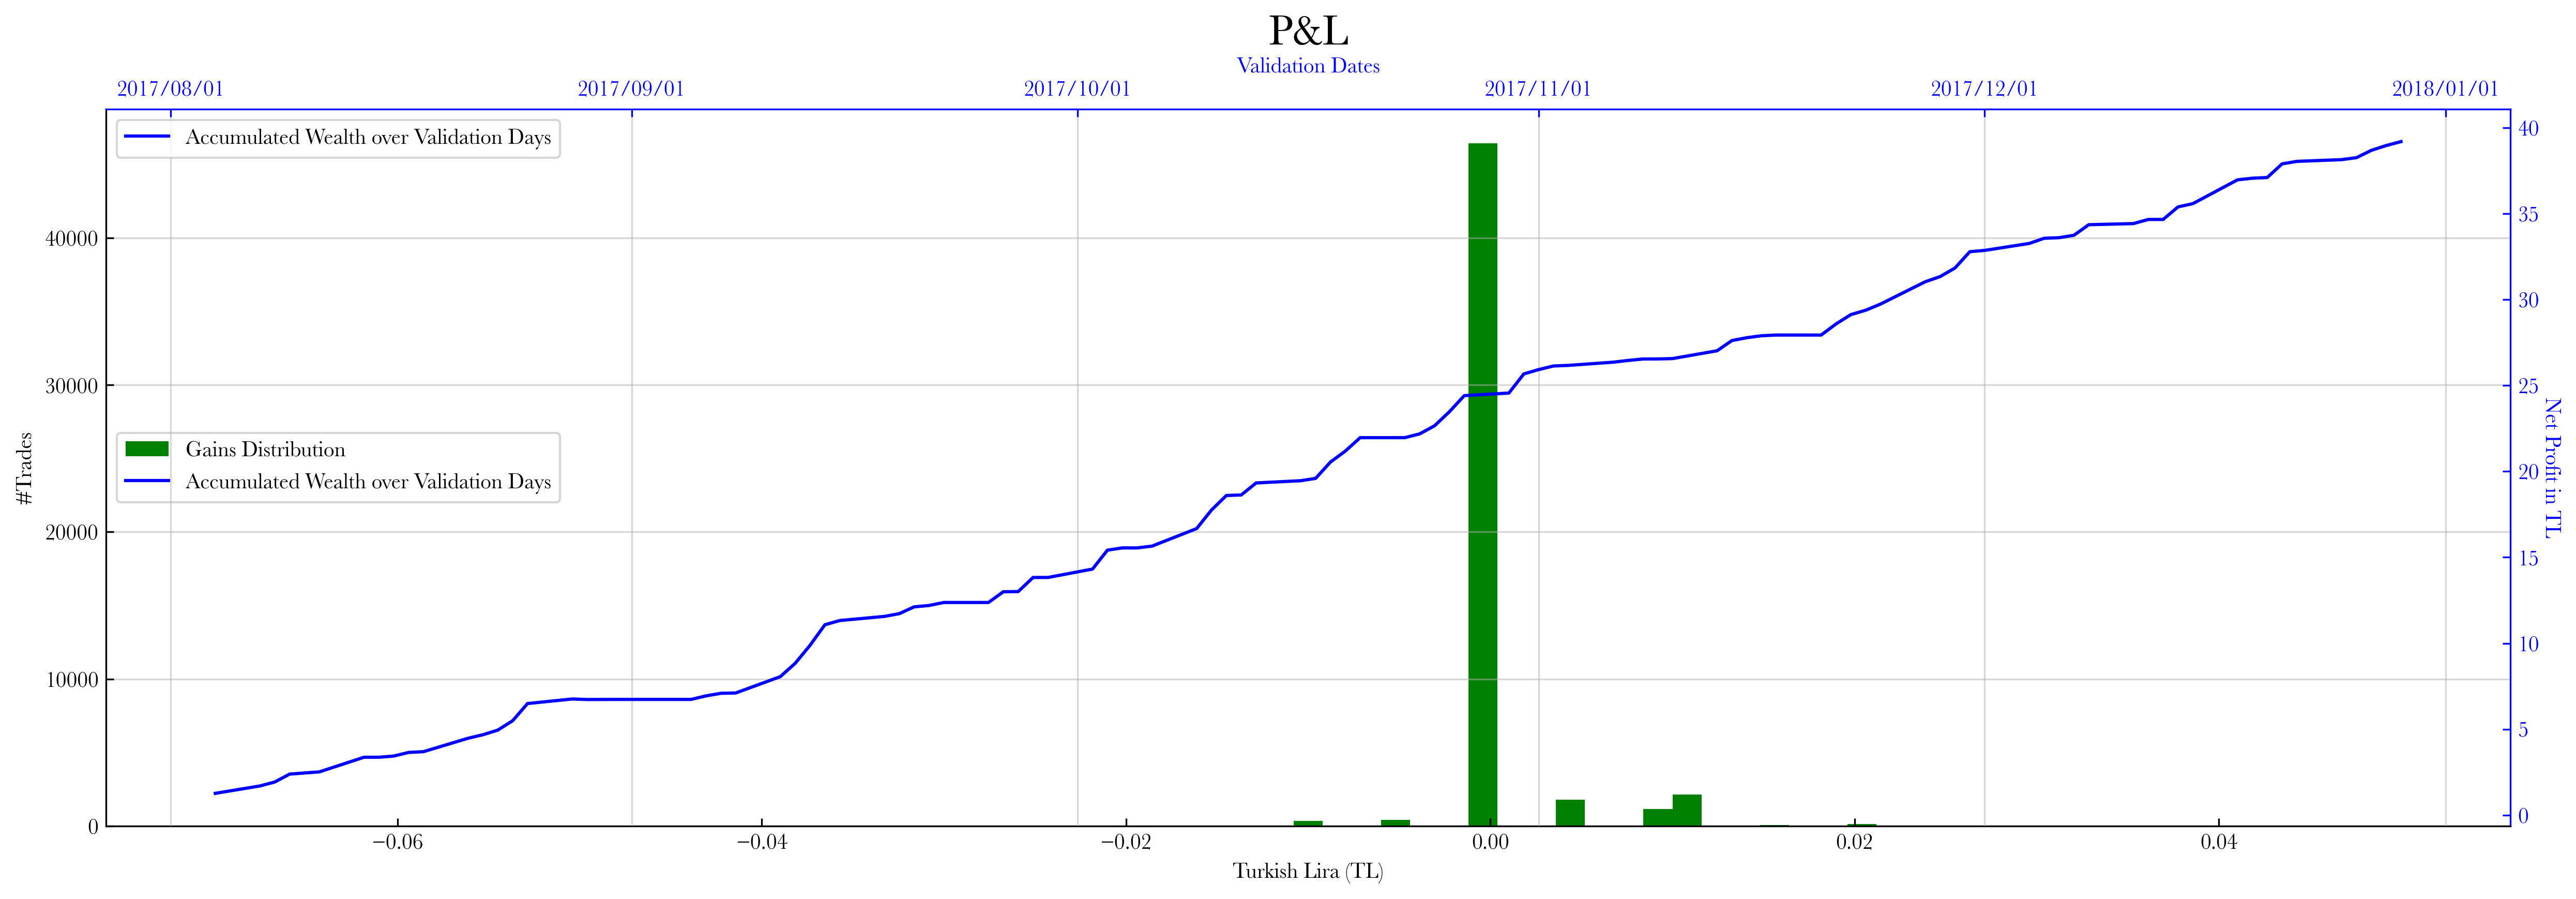 P&L
Validation Dates
2017/08/01 2017/09/01 2017/10/01 2017/11/01 2017/12/01 2018/01/01
Accumulated Wealth over Validation Days
40
35
40000
30
30000
25
Gains Distribution
Accumulated Wealth over Validation Days
#Trades
Net Profit in TL
20
20000
15
10
10000
5
0
0
−0.06 −0.04 −0.02 0.00 0.02 0.04
Turkish Lira (TL)